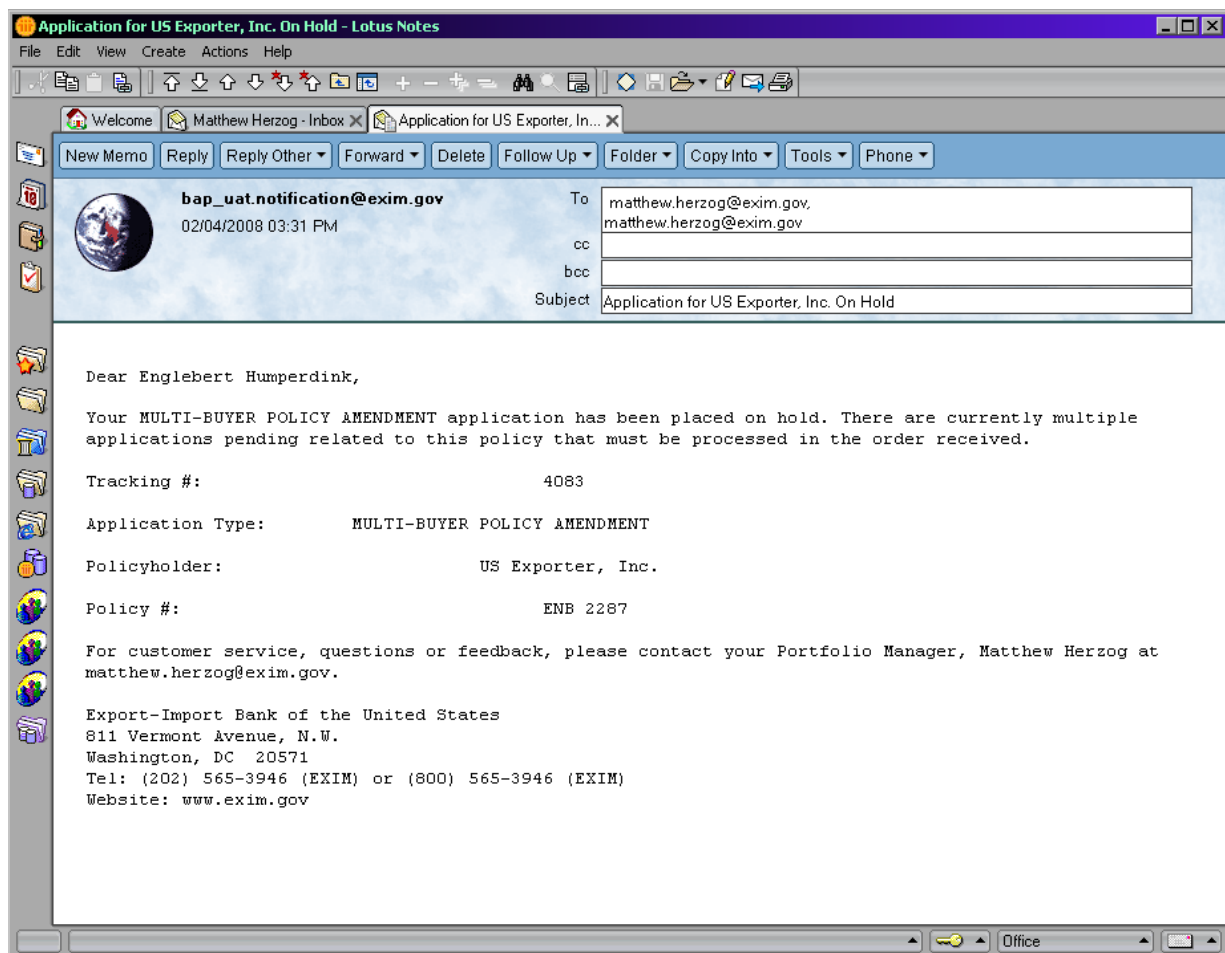 Application for US Exporter, Inc. On Hold - Lotus Notes
File Edit View Create Actions Help
Welcome Matthew Herzog - Inbox Application for US Exporter, In...
New Memo Reply Reply Other Forward Delete Follow Up Folder Copy Into Tools Phone
18
bap_uat.notification@exim.gov
02/04/2008 03:31 PM
To matthew.herzog@exim.gov,
matthew.herzog@exim.gov
cc
bcc
Subject Application for US Exporter, Inc. On Hold
Dear Englebert Humperdink,
Your MULTI-BUYER POLICY AMENDMENT application has been placed on hold. There are currently multiple
applications pending related to this policy that must be processed in the order received.
Tracking #: 4083
Application Type: MULTI-BUYER POLICY AMENDMENT
Policyholder: US Exporter, Inc.
Policy #: ENB 2287
For customer service, questions or feedback, please contact your Portfolio Manager, Matthew Herzog at
matthew.herzog@exim.gov.
Export-Import Bank of the United States
811 Vermont Avenue, N.W.
Washington, DC 20571
Tel: (202) 565-3946 (EXIM) or (800) 565-3946 (EXIM)
Website: www.exim.gov
Office